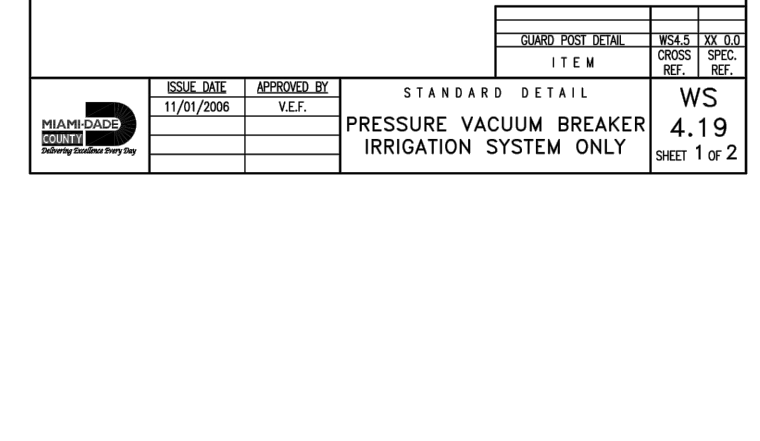 GUARD POST DETAIL WS4.5 XX 0.0
ITEM CROSS REF. SPEC. REF.
MIAMI-DADE
COUNTY
Delivering Excellence Every Day
ISSUE DATE APPROVED BY
11/01/2006 V.E.F.
STANDARD DETAIL
PRESSURE VACUUM BREAKER
IRRIGATION SYSTEM ONLY
WS
4.19
SHEET 1 OF 2